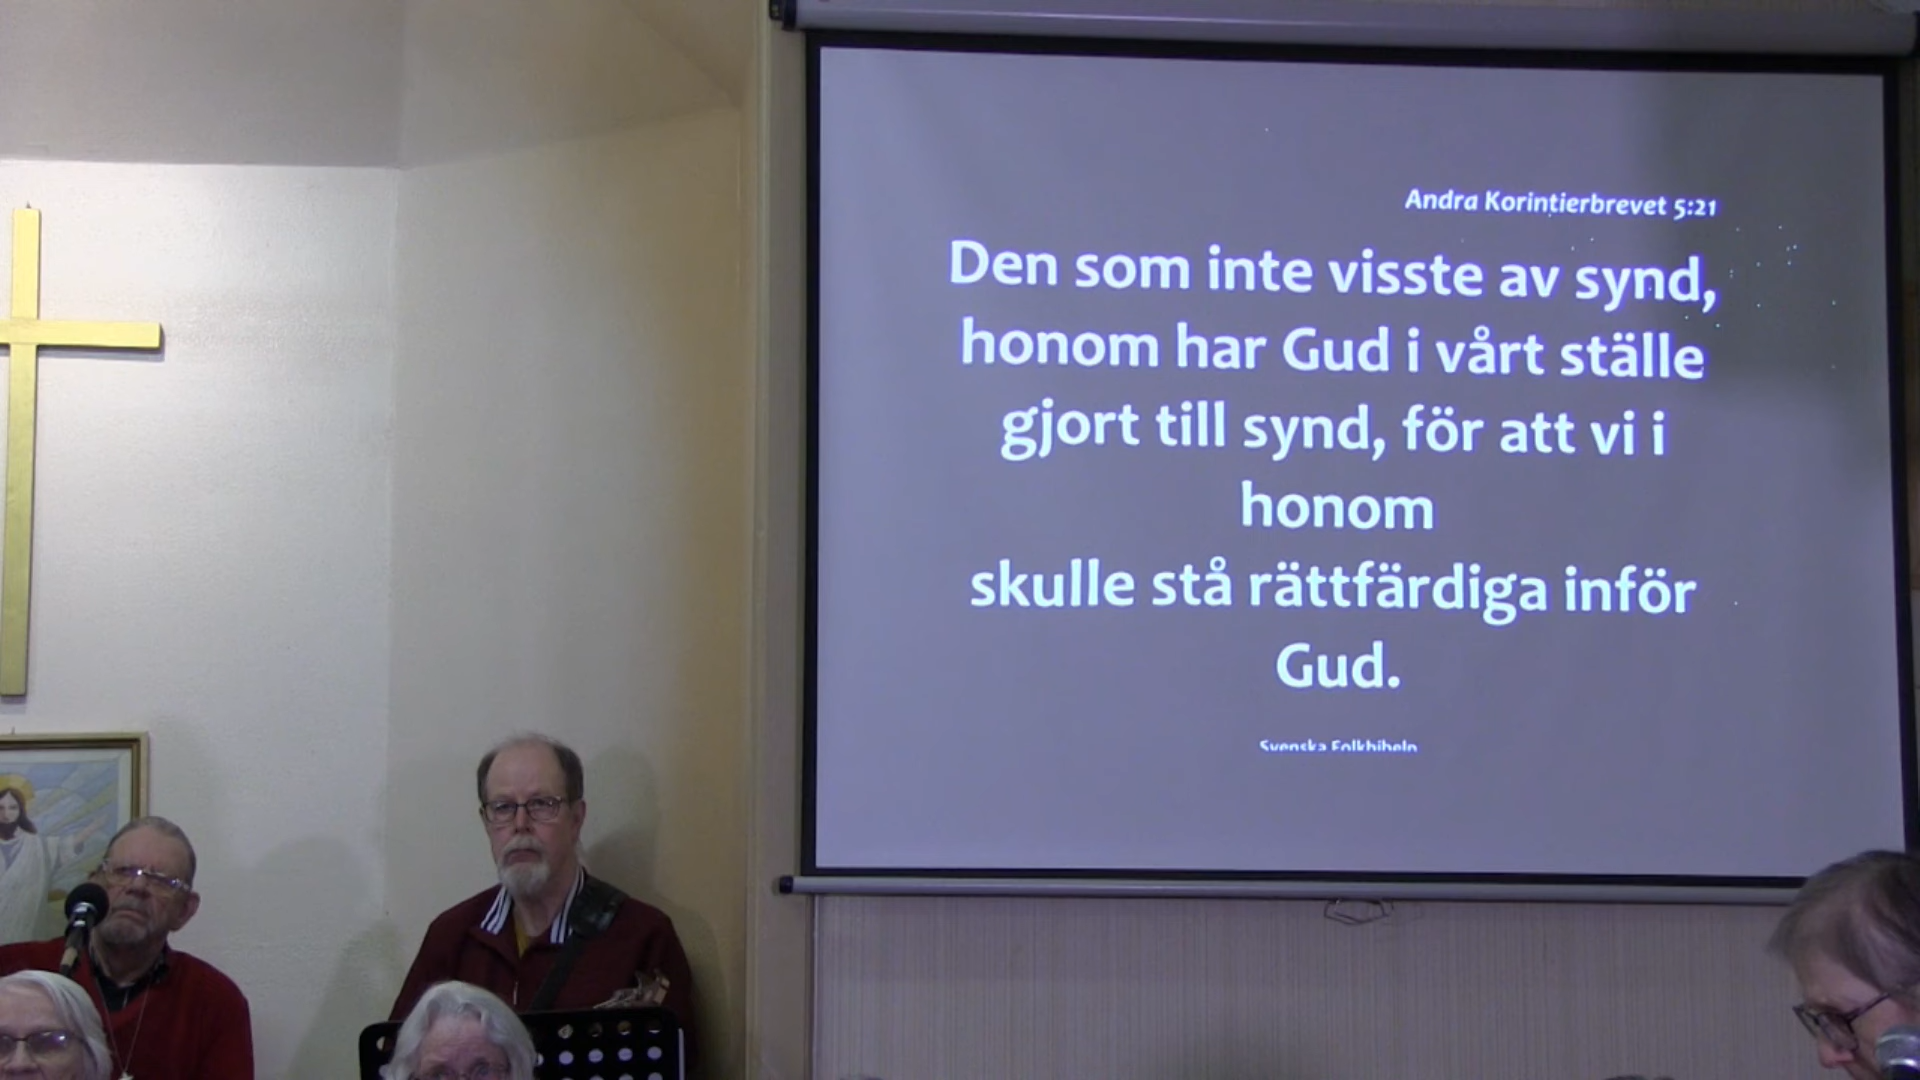 Andra Korintierbrevet 5:21
Den som inte visste av synd,
honom har Gud i vårt ställe
gjort till synd, för att vi i
honom
skulle stå rättfärdiga inför
Gud.
Svenska Folkbibeln